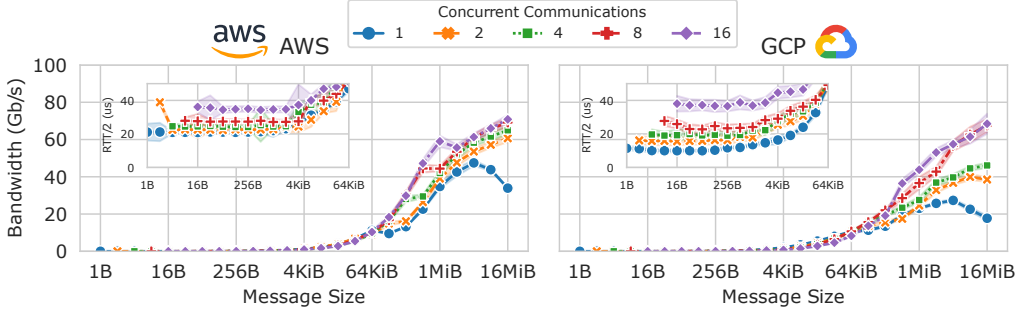 Concurrent Communications
1 2 4 8 16
aws AWS
GCP
Bandwidth (Gb/s)
100
80
60
40
20
0
RTT/2 (us)
40
20
0
1B 16B 256B 4KiB 64KiB
1B 16B 256B 4KiB 64KiB 1MiB 16MiB
Message Size
RTT/2 (us)
40
20
0
1B 16B 256B 4KiB 64KiB
1B 16B 256B 4KiB 64KiB 1MiB 16MiB
Message Size